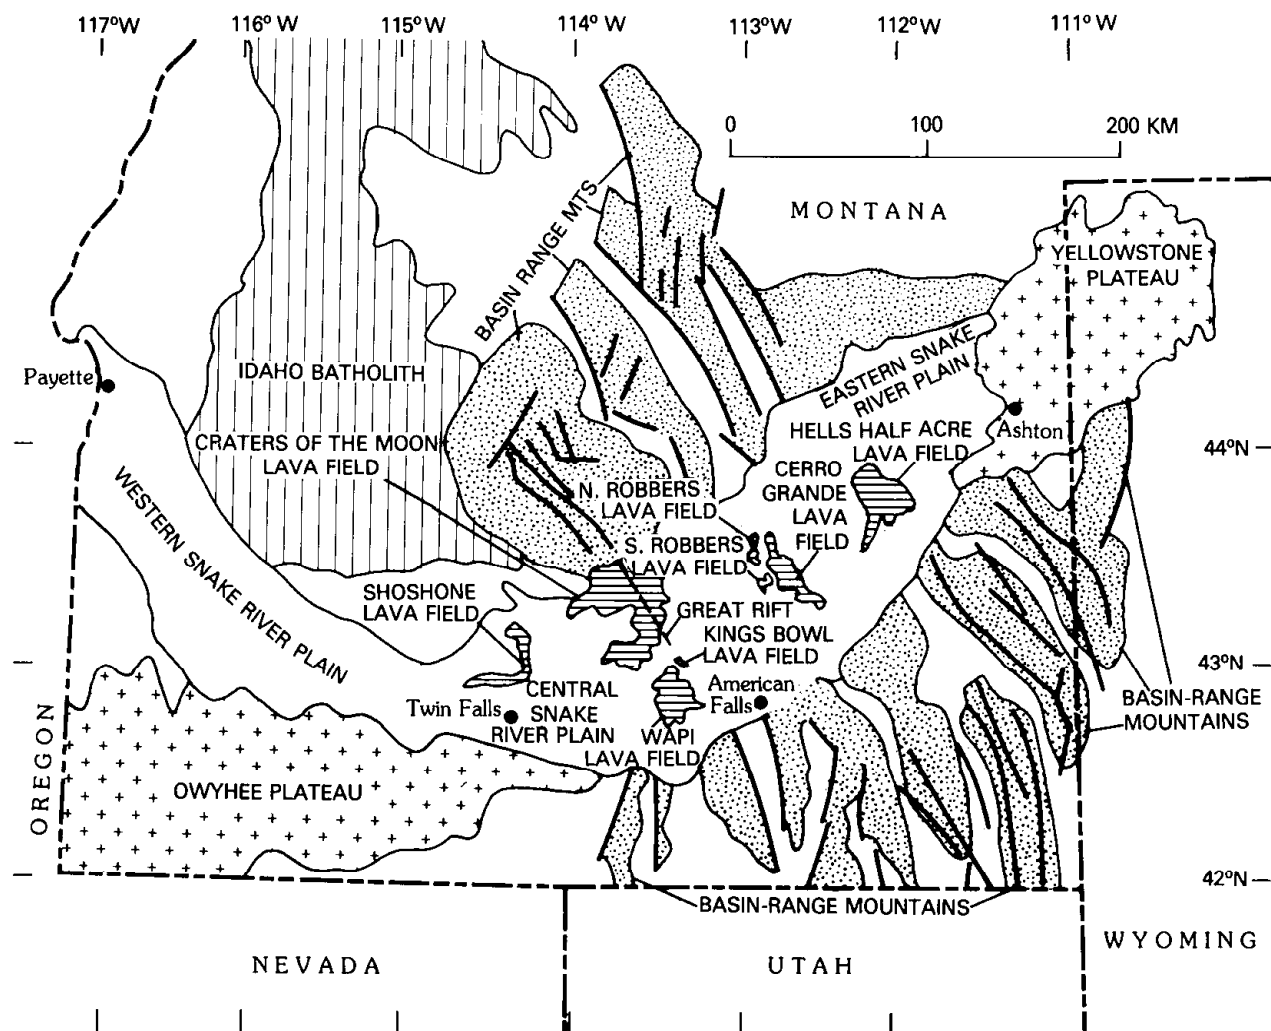 117°W 116°W 115°W 114°W 113°W 112°W 111°W
0 100 200 KM
MONTANA
BASIN RANGE MTS
YELLOWSTONE
PLATEAU
EASTERN SNAKE
RIVER PLAIN
Payette
IDAHO BATHOLITH
CRATERS OF THE MOON
LAVA FIELD
HELLS HALF ACRE
LAVA FIELD
Ashton
44°N
CERRO
GRANDE
LAVA
FIELD
N. ROBBERS
LAVA FIELD
S. ROBBERS
LAVA FIELD
WESTERN SNAKE RIVER PLAIN
SHOSHONE
LAVA FIELD
GREAT RIFT
KINGS BOWL
LAVA FIELD
43°N
CENTRAL
SNAKE
RIVER PLAIN
Twin Falls
American
Falls
WAPI
LAVA FIELD
BASIN-RANGE
MOUNTAINS
OREGON
OWYHEE PLATEAU
42°N
BASIN-RANGE MOUNTAINS
NEVADA
UTAH
WYOMING